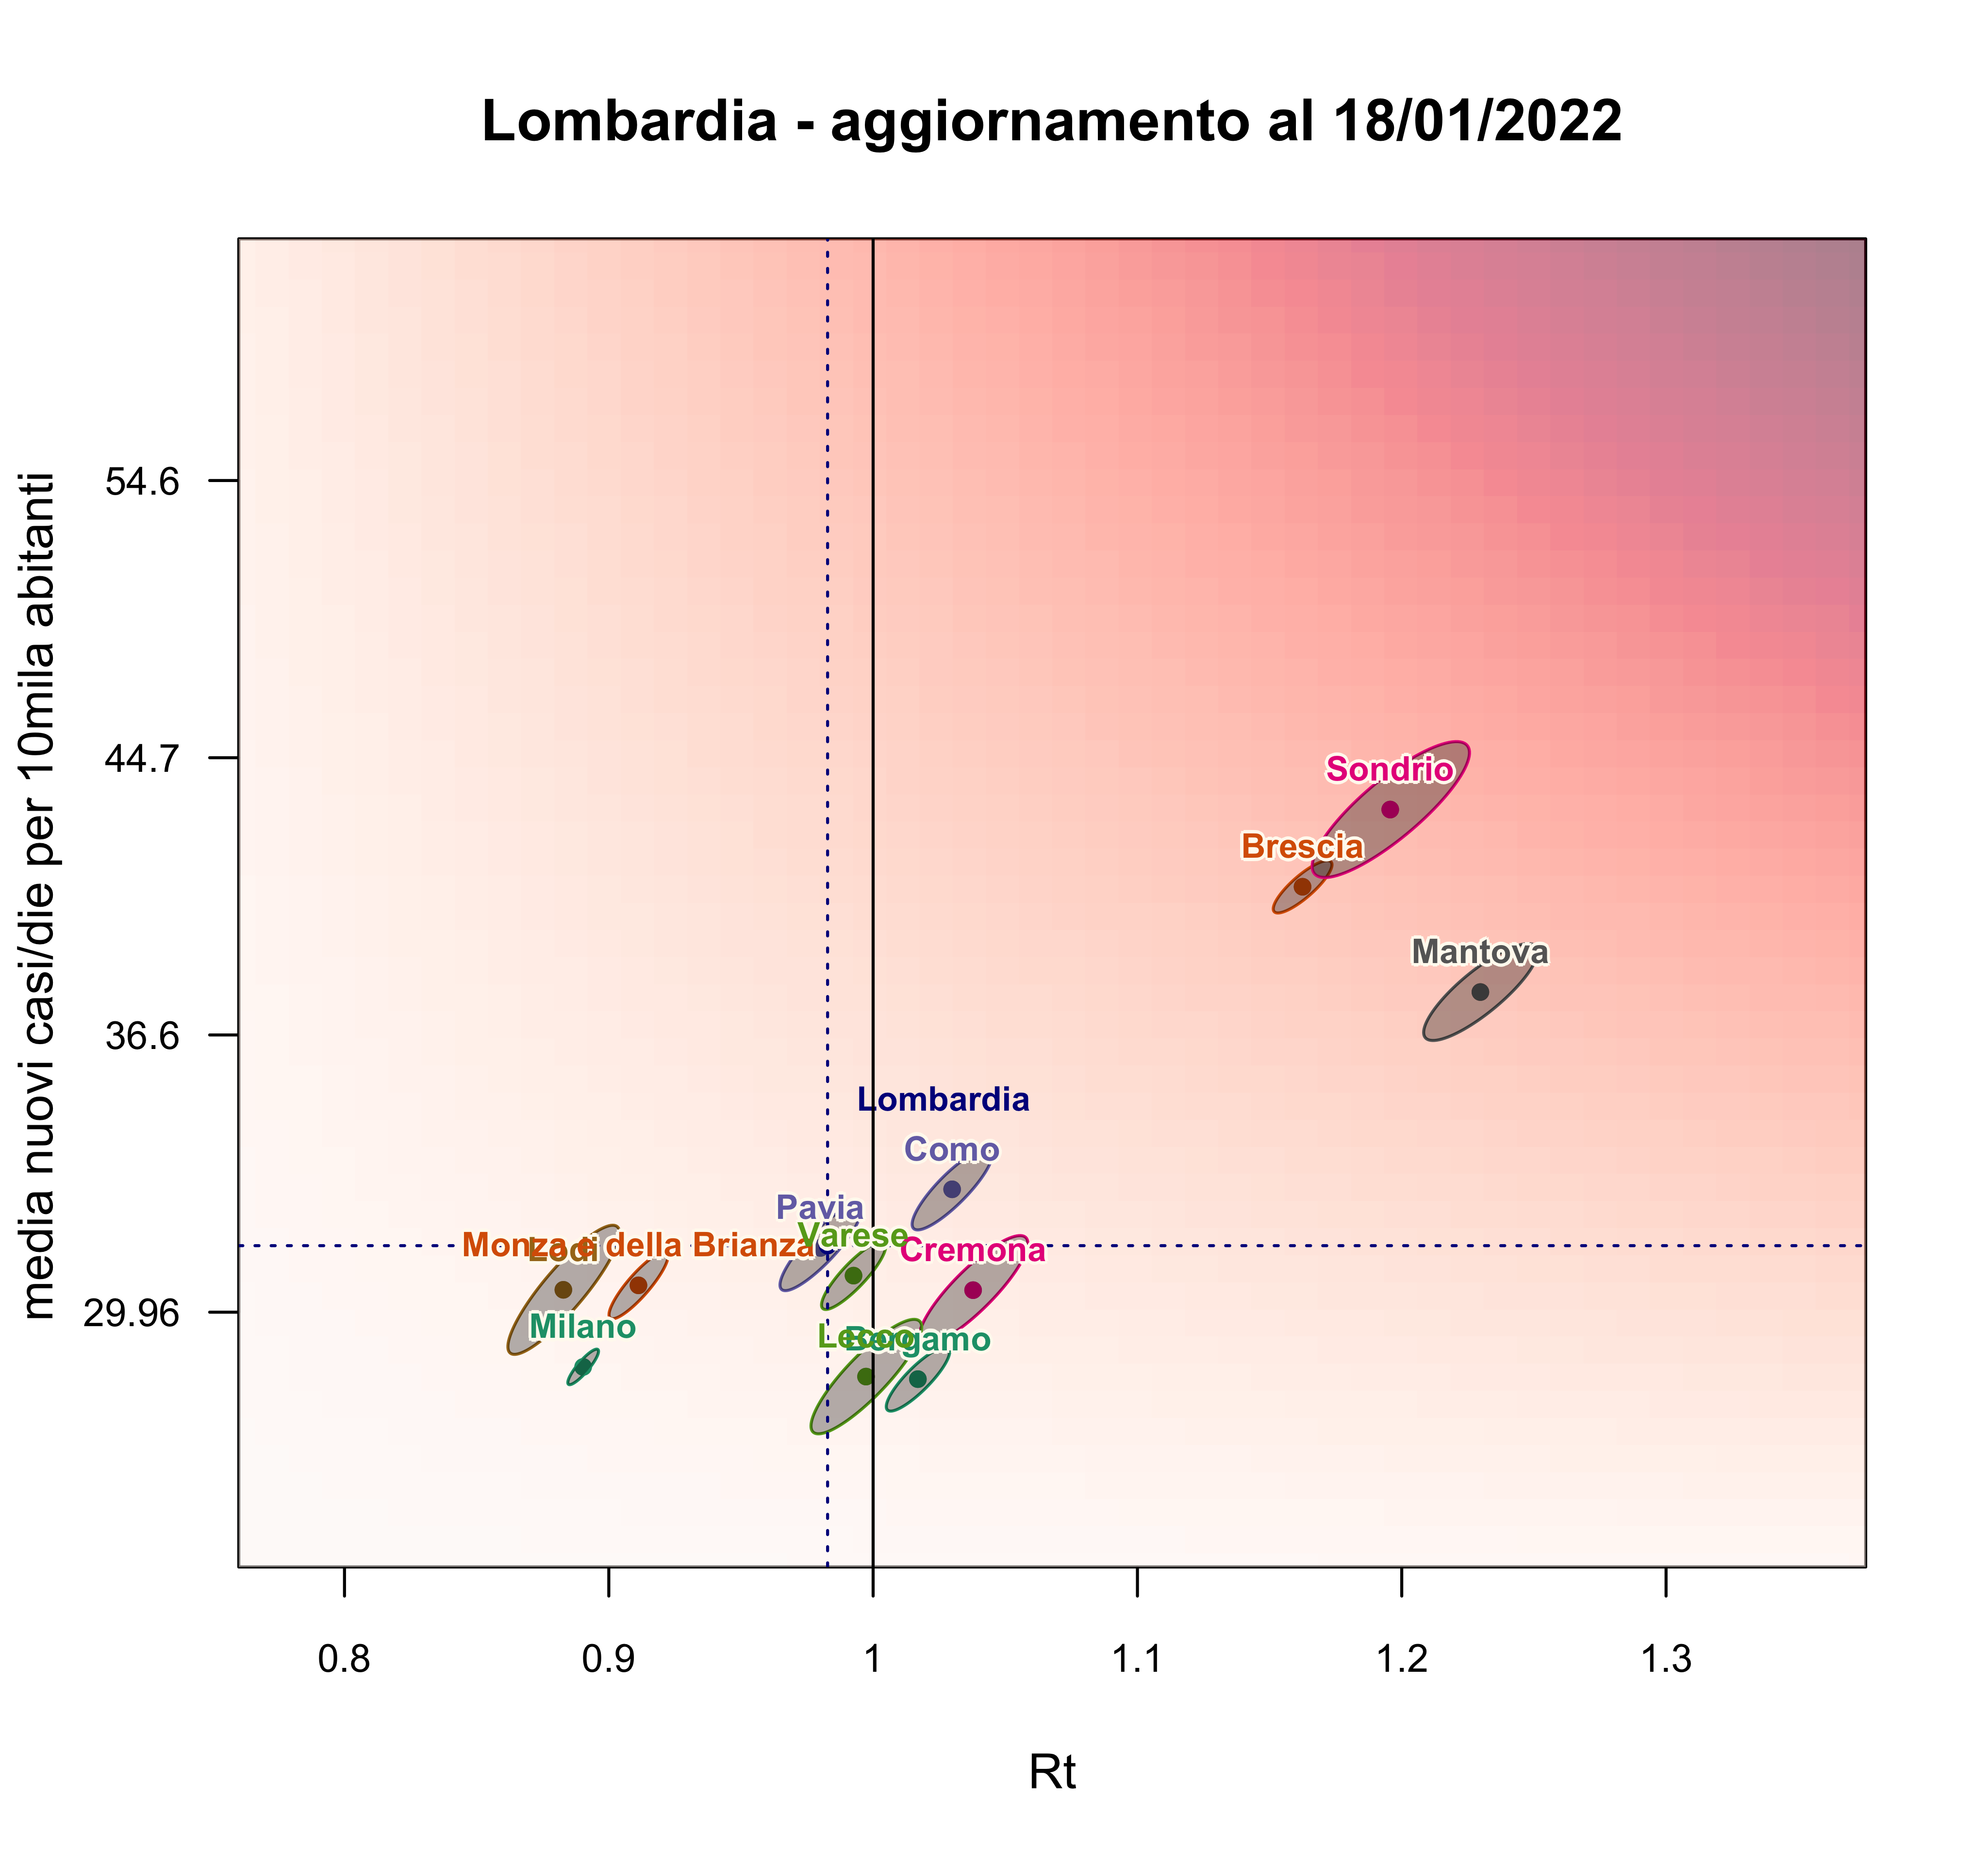 Lombardia - aggiornamento al 18/01/2022
media nuovi casi/die per 10mila abitanti
54.6
44.7
36.6
29.96
Sondrio
Brescia
Mantova
Lombardia
Como
Pavia
Varese
Monza e della Brianza
Lodi
Cremona
Milano
Lecco
Bergamo
0.8
0.9
1
1.1
1.2
1.3
Rt